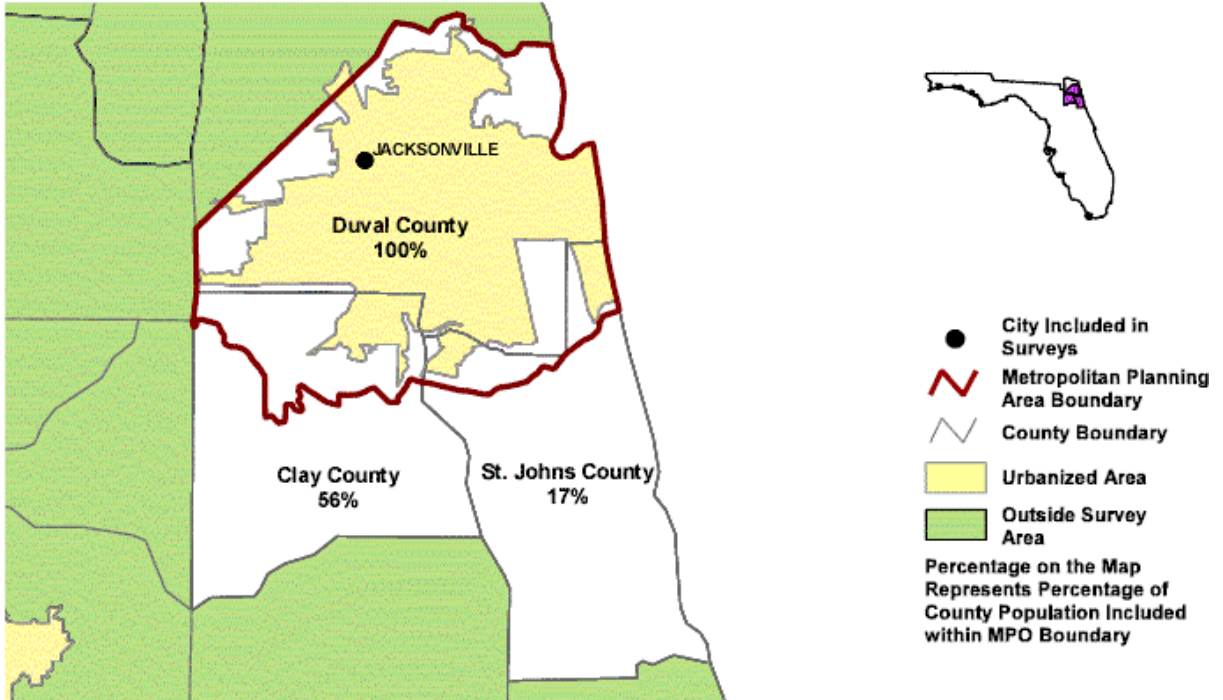 JACKSONVILLE
Duval County
100%
Clay County
56%
St. Johns County
17%
City Included in
Surveys
Metropolitan Planning
Area Boundary
County Boundary
Urbanized Area
Outside Survey
Area
Percentage on the Map
Represents Percentage of
County Population Included
within MPO Boundary